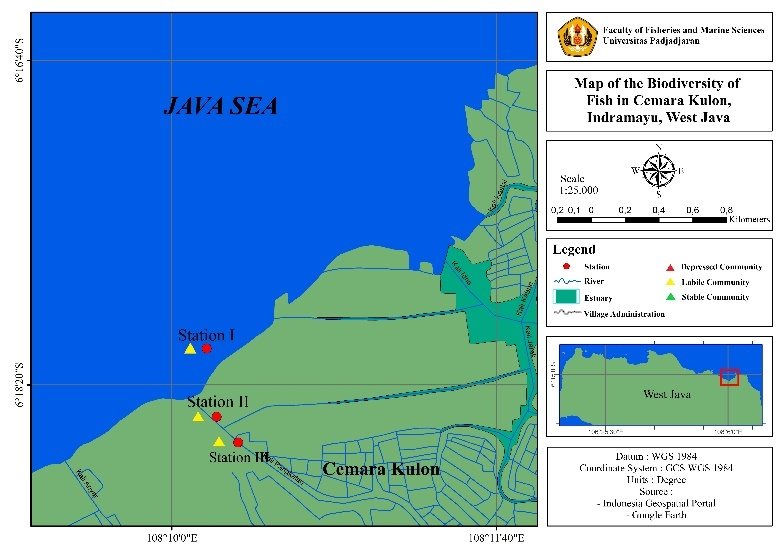 6°16'40"S
6°18'20"S
JAVA SEA
Station I
Station II
Station III
Cemara Kulon
108°10'0"E
108°11'40"E
Faculty of Fisheries and Marine Sciences
Universitas Padjadjaran
Map of the Biodiversity of
Fish in Cemara Kulon,
Indramayu, West Java
N
W E
S
Scale
1:25.000
0,2 0,1 0 0,2 0,4 0,6 0,8
Kilometers
Legend
Station
River
Estuary
Village Administration
Depressed Community
Labile Community
Stable Community
West Java
Datum : WGS 1984
Coordinate System : GCS WGS 1984
Units : Degree
Source :
- Indonesia Geospatial Portal
- Google Earth